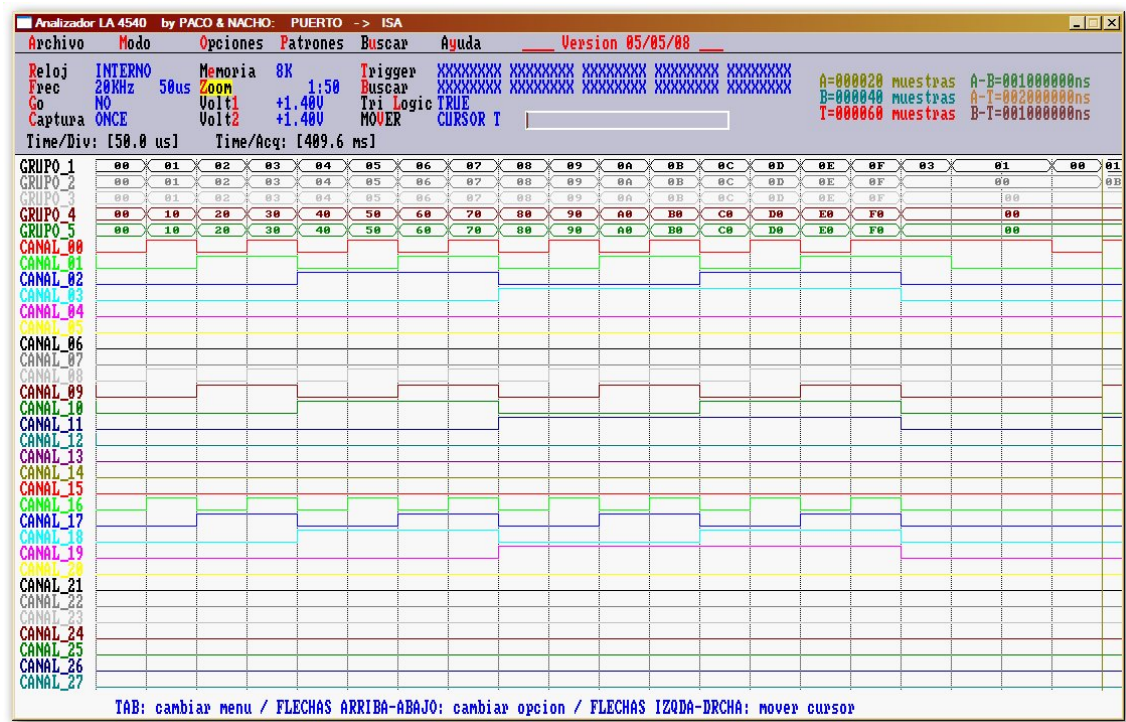 Analizador LA 4540 by PACO & NACHO: PUERTO -> ISA
Archivo Modo Opciones Patrones Buscar Ayuda ____ Version 05/05/08 ___
Reloj INTERNO Memoria 8K Trigger XXXXXXXX XXXXXXXX XXXXXXXX XXXXXXXX XXXXXXXX
Frec 20KHz 50us Zoom 1:50 Buscar XXXXXXXX XXXXXXXX XXXXXXXX XXXXXXXX XXXXXXXX A=000020 muestras A-B=001000000ns
Go NO Volt1 +1.40V Tri Logic TRUE B=000040 muestras A-T=002000000ns
Captura ONCE Volt2 +1.40V MOVER CURSOR T T=000060 muestras B-T=001000000ns
Time/Div: [50.0 us] Time/Acq: [409.6 ms]
GRUPO_1 00 01 02 03 04 05 06 07 08 09 0A 0B 0C 0D 0E 0F 03 01 00 01
GRUPO_2 00 01 02 03 04 05 06 07 08 09 0A 0B 0C 0D 0E 0F 00 0B
GRUPO_3 00 01 02 03 04 05 06 07 08 09 0A 0B 0C 0D 0E 0F 00
GRUPO_4 00 10 20 30 40 50 60 70 80 90 A0 B0 C0 D0 E0 F0 00
GRUPO_5 00 10 20 30 40 50 60 70 80 90 A0 B0 C0 D0 E0 F0 00
CANAL_00
CANAL_01
CANAL_02
CANAL_03
CANAL_04
CANAL_05
CANAL_06
CANAL_07
CANAL_08
CANAL_09
CANAL_10
CANAL_11
CANAL_12
CANAL_13
CANAL_14
CANAL_15
CANAL_16
CANAL_17
CANAL_18
CANAL_19
CANAL_20
CANAL_21
CANAL_22
CANAL_23
CANAL_24
CANAL_25
CANAL_26
CANAL_27
TAB: cambiar menu / FLECHAS ARRIBA-ABAJO: cambiar opcion / FLECHAS IZQDA-DRCHA: mover cursor